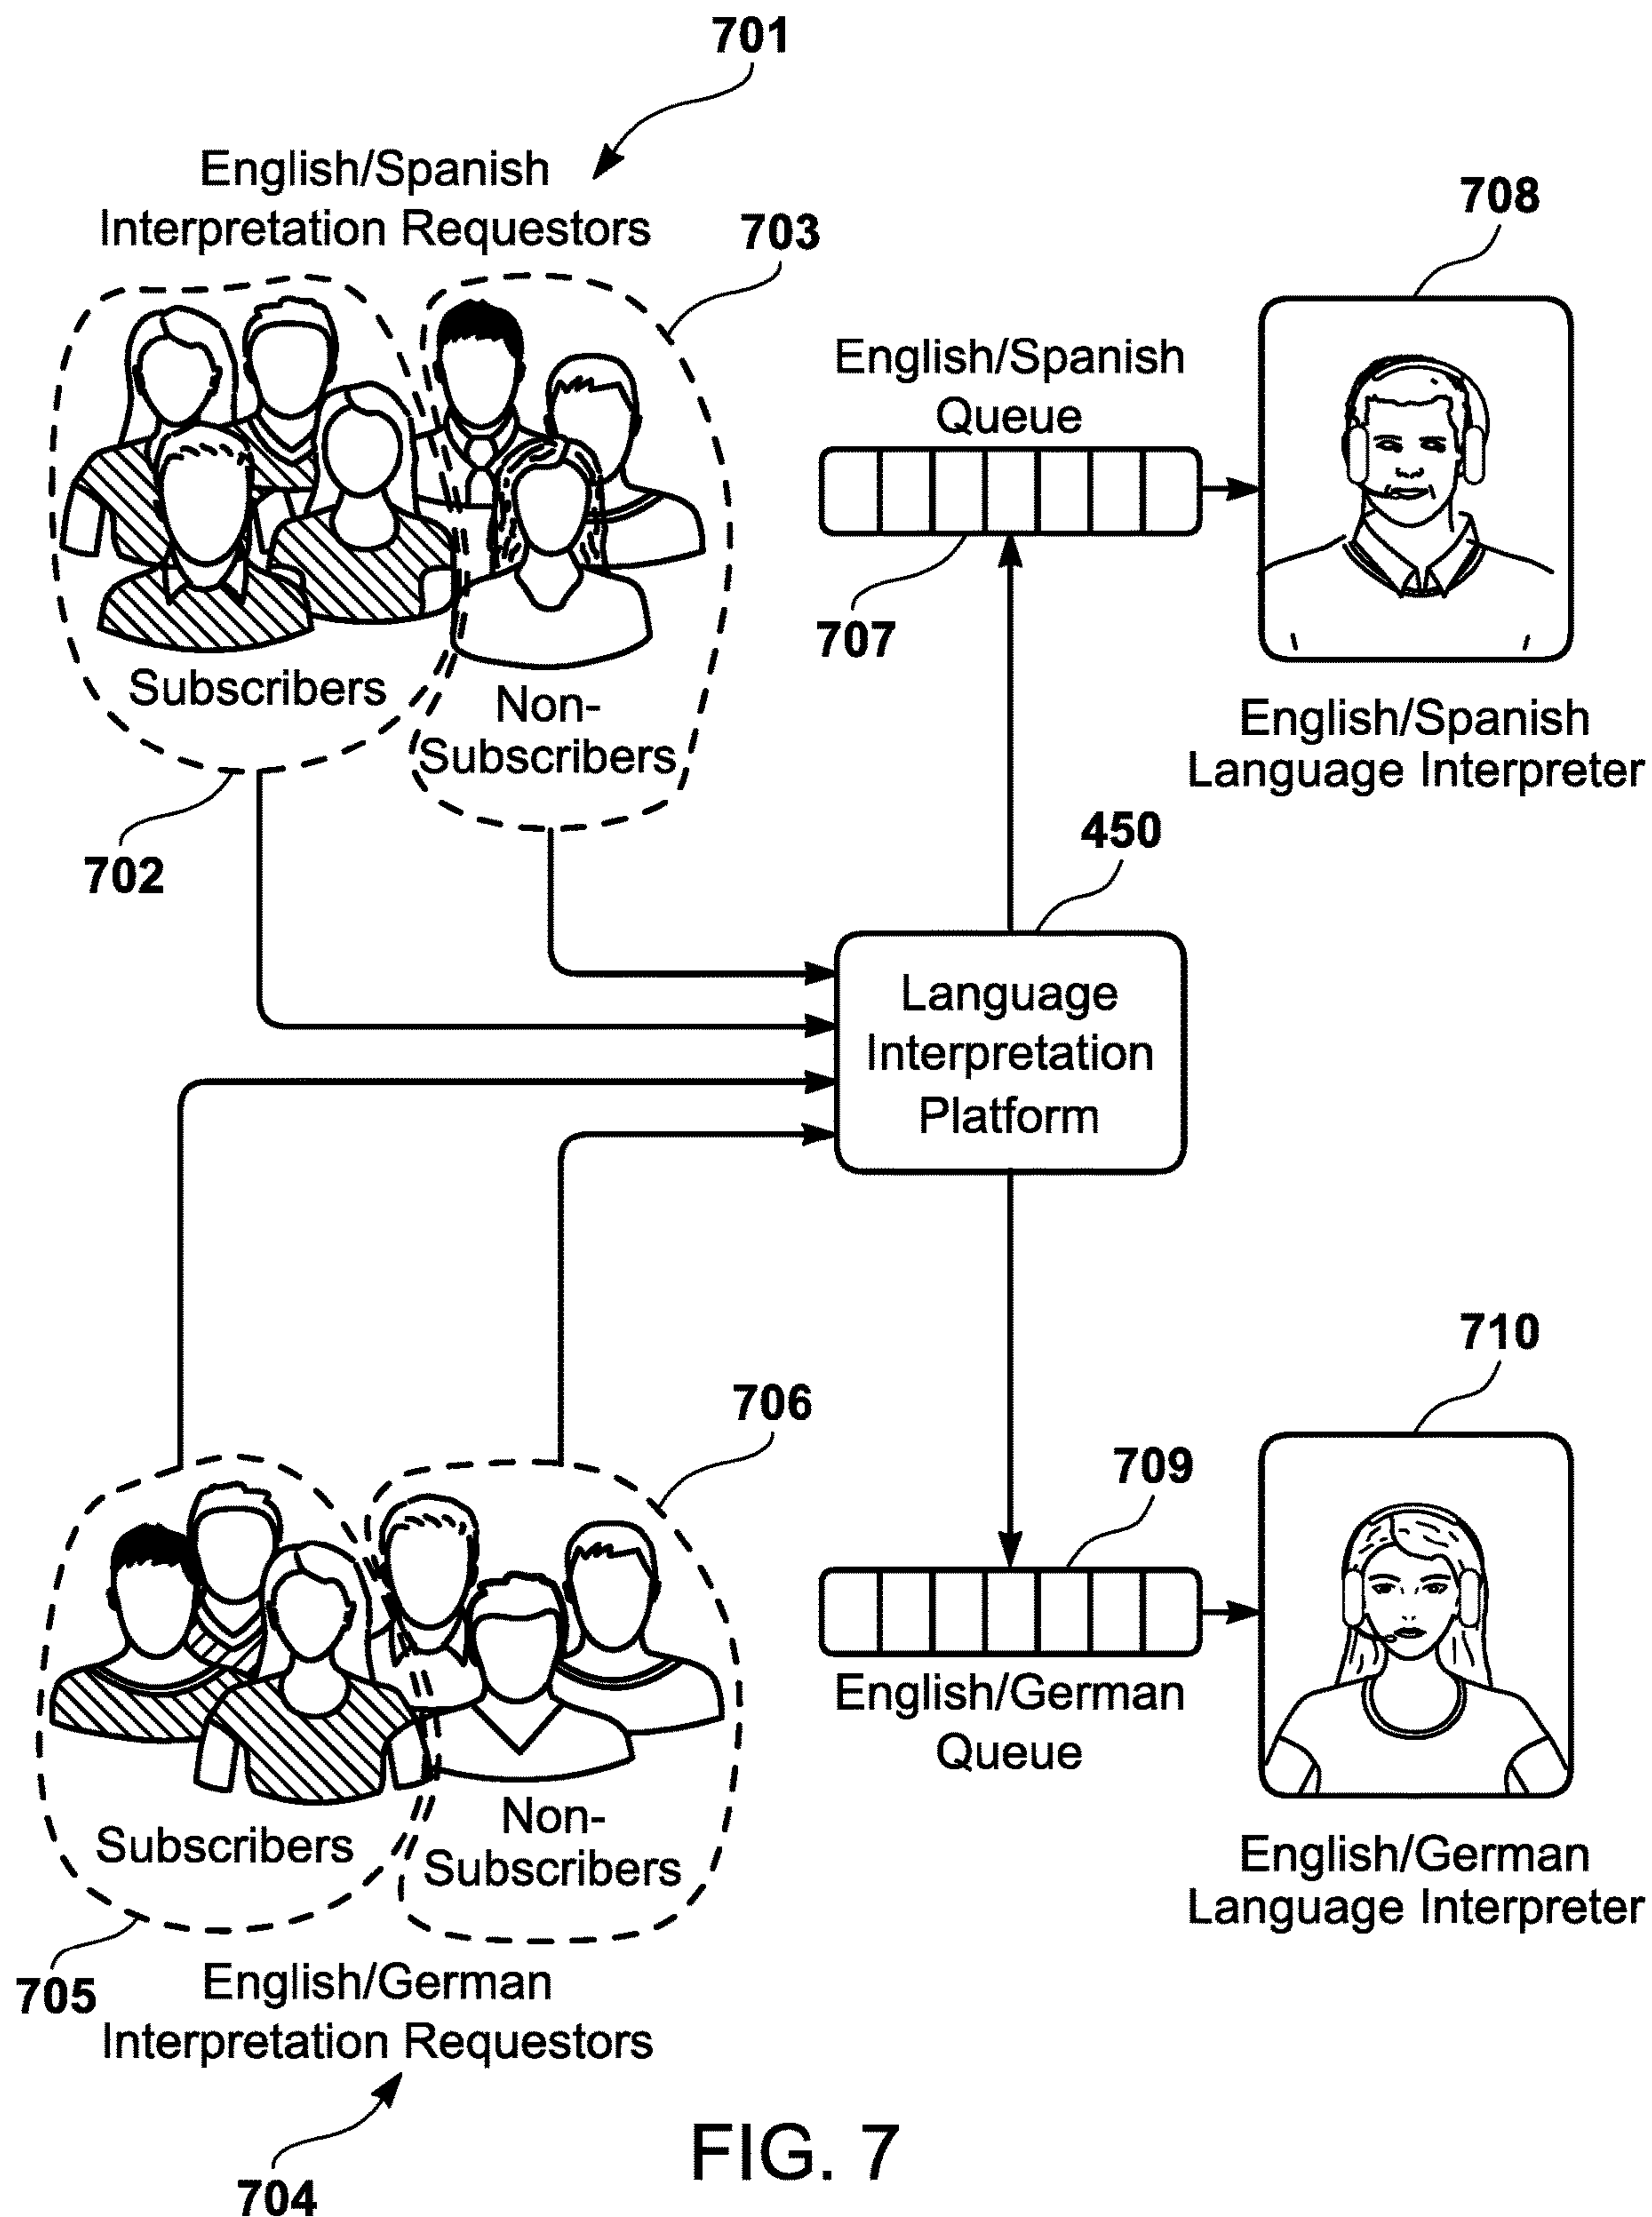 701
English/Spanish
Interpretation Requestors
703
708
English/Spanish
Queue
707
Subscribers
Non-
Subscribers
702
English/Spanish
Language Interpreter
450
Language
Interpretation
Platform
710
706
709
English/German
Queue
Subscribers
Non-
Subscribers
English/German
Language Interpreter
705
English/German
Interpretation Requestors
704
FIG. 7